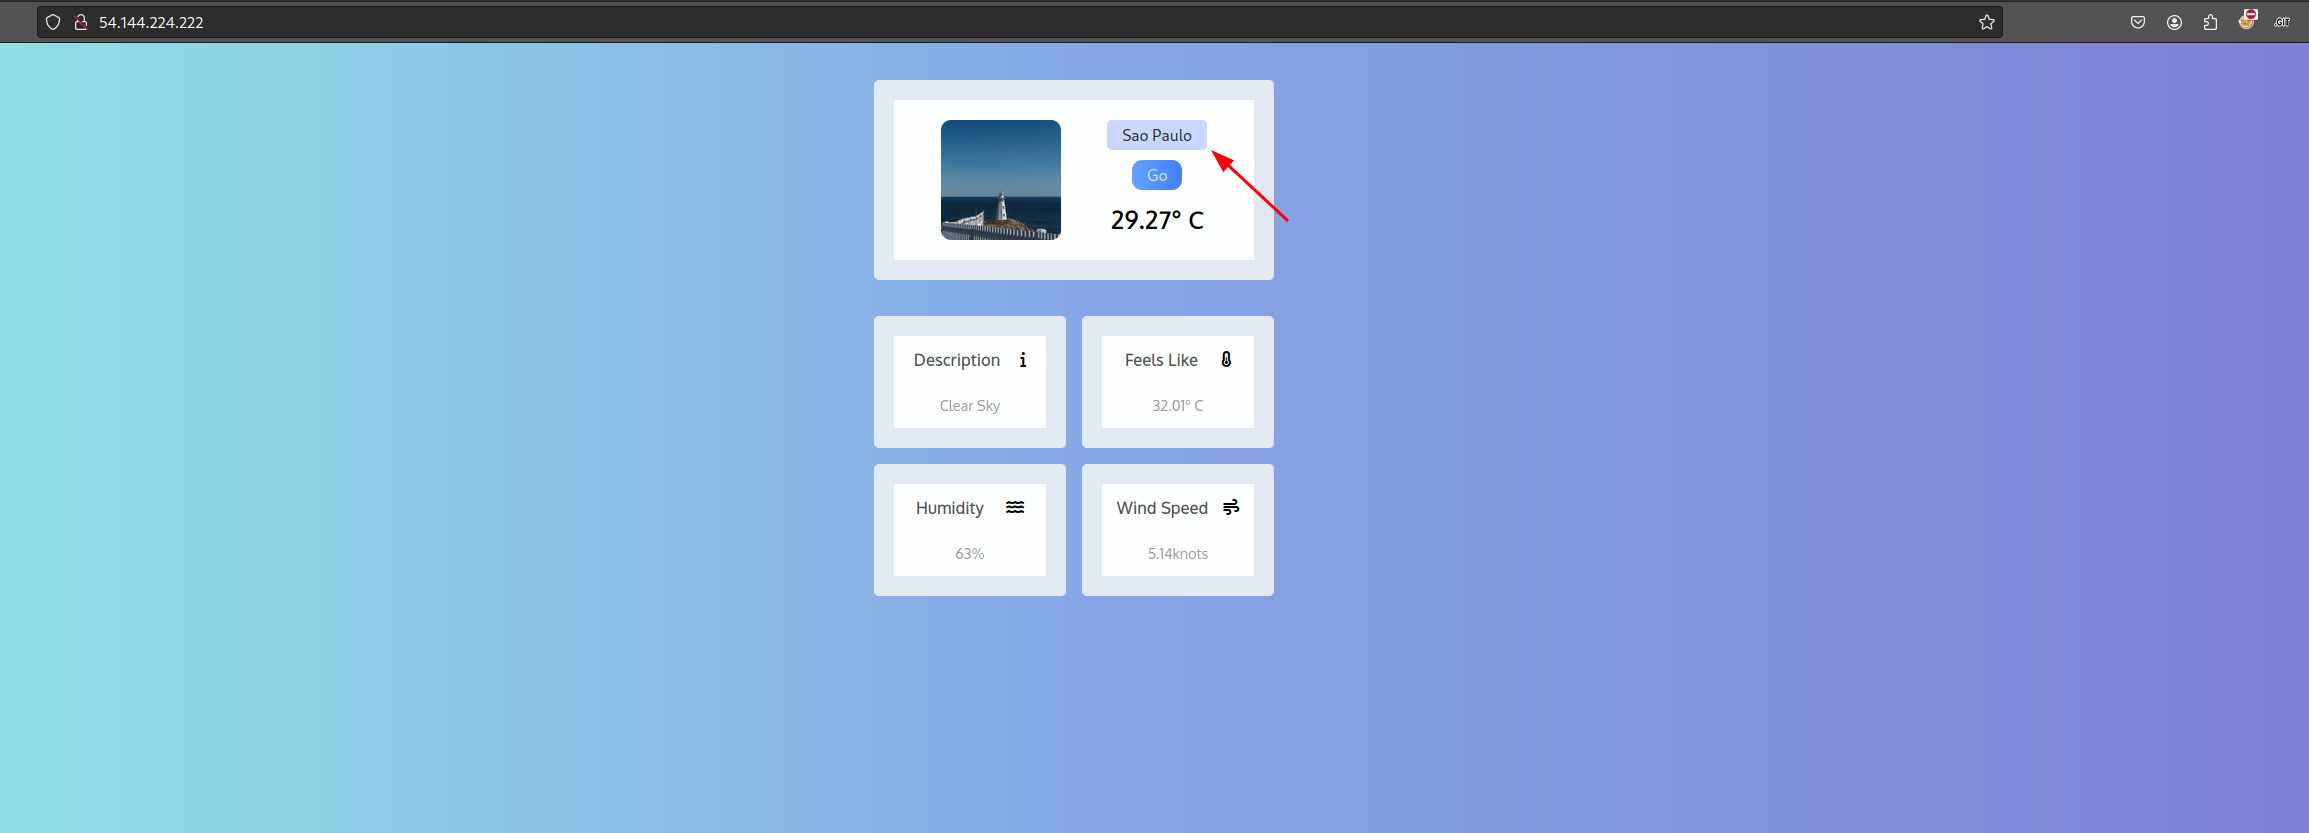 54.144.224.222
.GIT
Sao Paulo
Go
29.27° C
Description
Feels Like
Clear Sky
32.01° C
Humidity
Wind Speed
63%
5.14knots